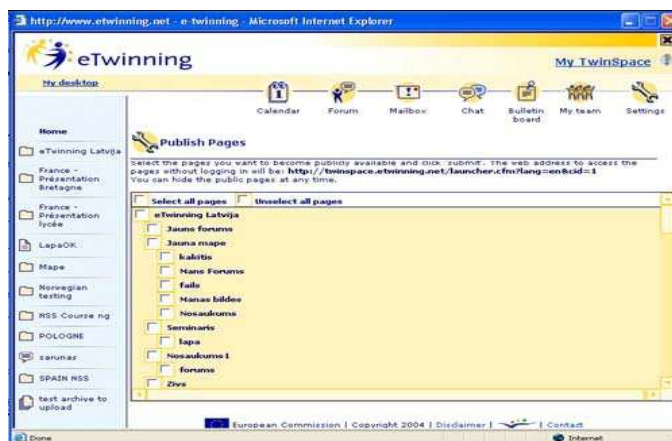 http://www.etwinning.net - e-twinning - Microsoft Internet Explorer
eTwinning
My TwinSpace
My desktop
1
Calendar
Forum
Mailbox
Chat
Bulletin board
My team
Settings
Home
eTwinning Latvija
France - Présentation Bretagne
France - Présentation lycée
LapaOK
Mape
Norwegian testing
NSS Course ng
POLOGNE
sarunas
SPAIN NSS
test archive to upload
Publish Pages
Select the pages you want to become publicly available and click 'submit'. The web address to access the
pages without logging in will be: http://twinspace.etwinning.net/launcher.cfm?lang=en&cid=1
You can hide the public pages at any time.
Select all pages
Unselect all pages
eTwinning Latvija
Jauns forums
Jauna mape
kakitis
Mans Forums
fails
Manas bildes
Nosaukums
Seminaris
lapa
Nosaukums I
forums
Zivs
European Commission | Copyright 2004 | Disclaimer | | Contact
Done
Internet